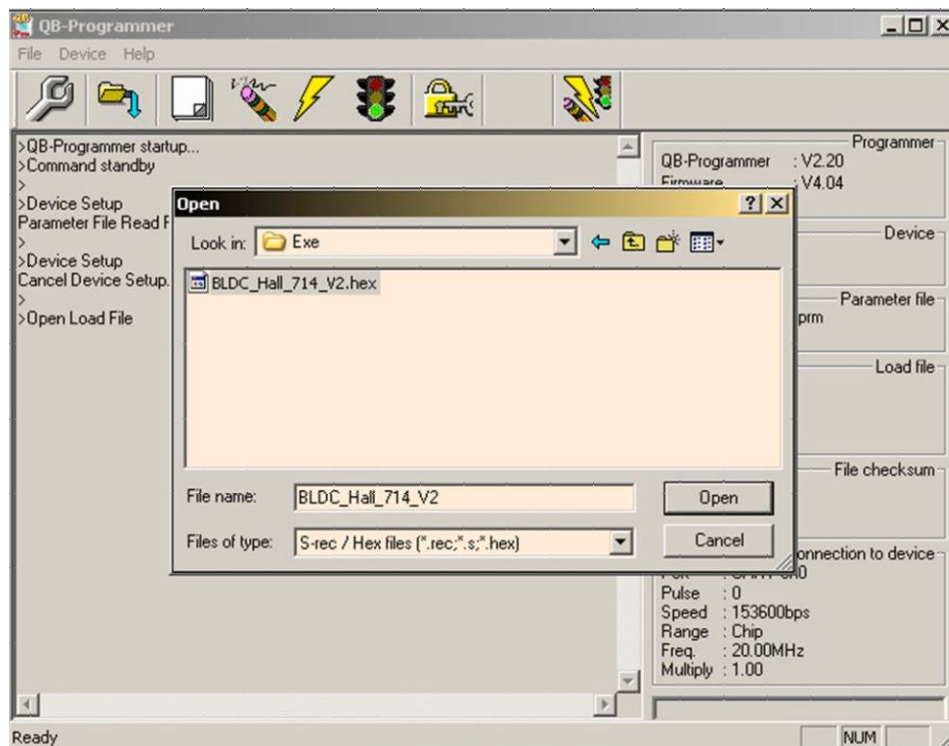 QB-Programmer
File Device Help
>QB-Programmer startup...
>Command standby
>
>Device Setup
Parameter File Read
>
>Device Setup
Cancel Device Setup.
>
>Open Load File
Programmer
QB-Programmer : V2.20
Firmware : V4.04
Device
Parameter file
prm
Load file
File checksum
onnection to device
Pulse : 0
Speed : 153600bps
Range : Chip
Freq. : 20.00MHz
Multiply : 1.00
Open
Look in: Exe
BLDC_Hall_714_V2.hex
File name: BLDC_Hall_714_V2
Open
Files of type: S-rec / Hex files (*.rec;*.s;*.hex)
Cancel
Ready
NUM